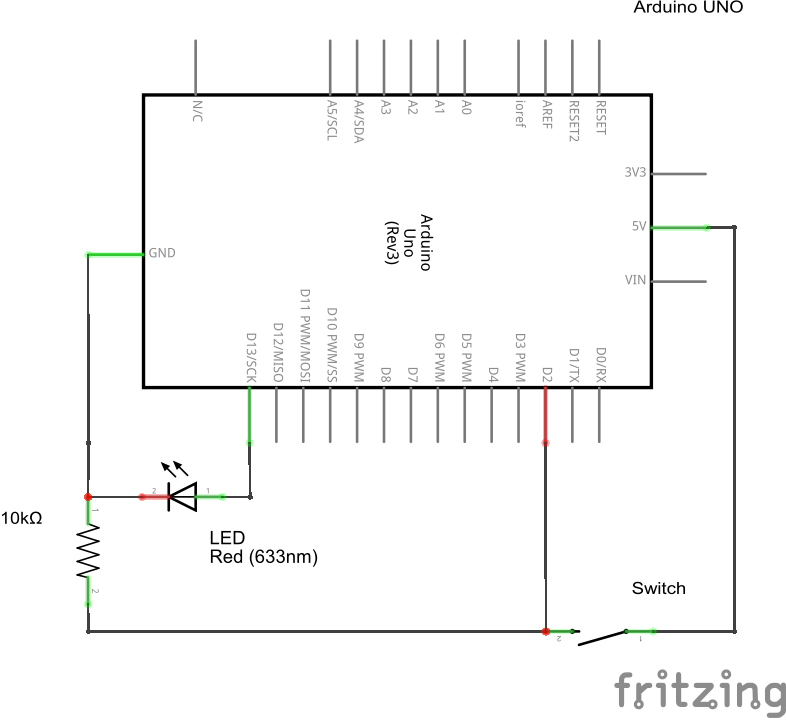 Arduino UNO
N/C
A5/SCL
A4/SDA
A3
A2
A1
A0
ioref
AREF
RESET2
RESET
3V3
5V
VIN
GND
Arduino
Uno
(Rev3)
D13/SCK
D12/MISO
D11 PWM/MOSI
D10 PWM/SS
D9 PWM
D8
D7
D6 PWM
D5 PWM
D4
D3 PWM
D2
D1/TX
D0/RX
2
1
1
10kΩ
2
LED
Red (633nm)
Switch
2
1
fritzing